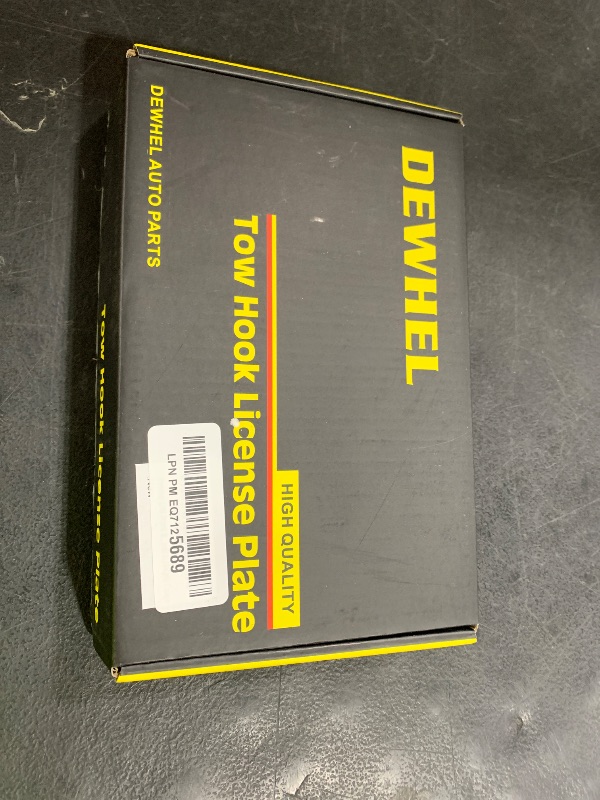 DEWHEL
HIGH QUALITY
Tow Hook License Plate
DEWHEL AUTO PARTS
LPN PM EQ7125689
Tow Hook License Plate